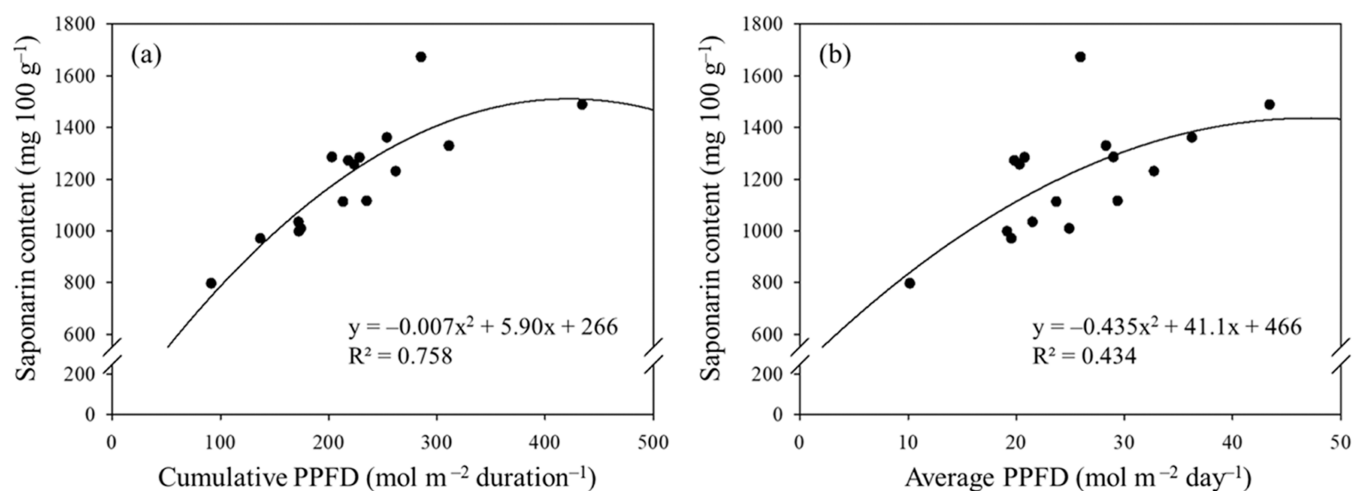 Saponarin content (mg 100 g⁻¹)
1800
1600
1400
1200
1000
800
600
200
0
(a)
y = –0.007x² + 5.90x + 266
R² = 0.758
0 100 200 300 400 500
Cumulative PPFD (mol m⁻² duration⁻¹)
Saponarin content (mg 100 g⁻¹)
1800
1600
1400
1200
1000
800
600
200
0
(b)
y = –0.435x² + 41.1x + 466
R² = 0.434
0 10 20 30 40 50
Average PPFD (mol m⁻² day⁻¹)